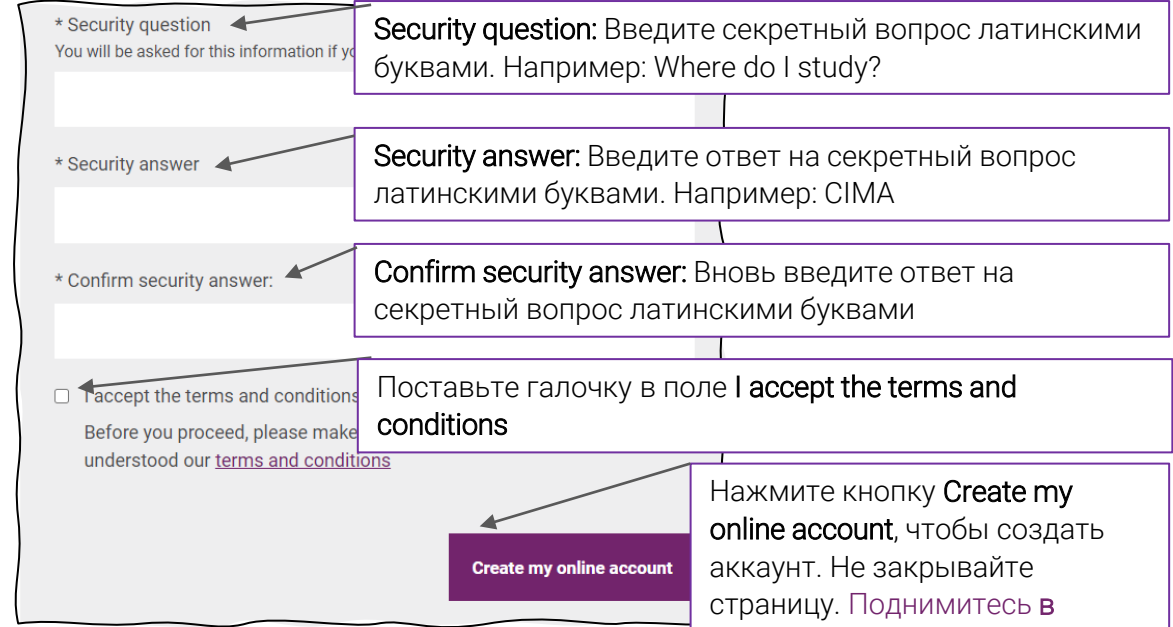 * Security question
You will be asked for this information if
Security question: Введите секретный вопрос латинскими
буквами. Например: Where do I study?
* Security answer
Security answer: Введите ответ на секретный вопрос
латинскими буквами. Например: CIMA
* Confirm security answer:
Confirm security answer: Вновь введите ответ на
секретный вопрос латинскими буквами
I accept the terms and conditions
Before you proceed, please make
understood our terms and conditions
Поставьте галочку в поле I accept the terms and
conditions
Create my online account
Нажмите кнопку Create my
online account, чтобы создать
аккаунт. Не закрывайте
страницу. Поднимитесь в